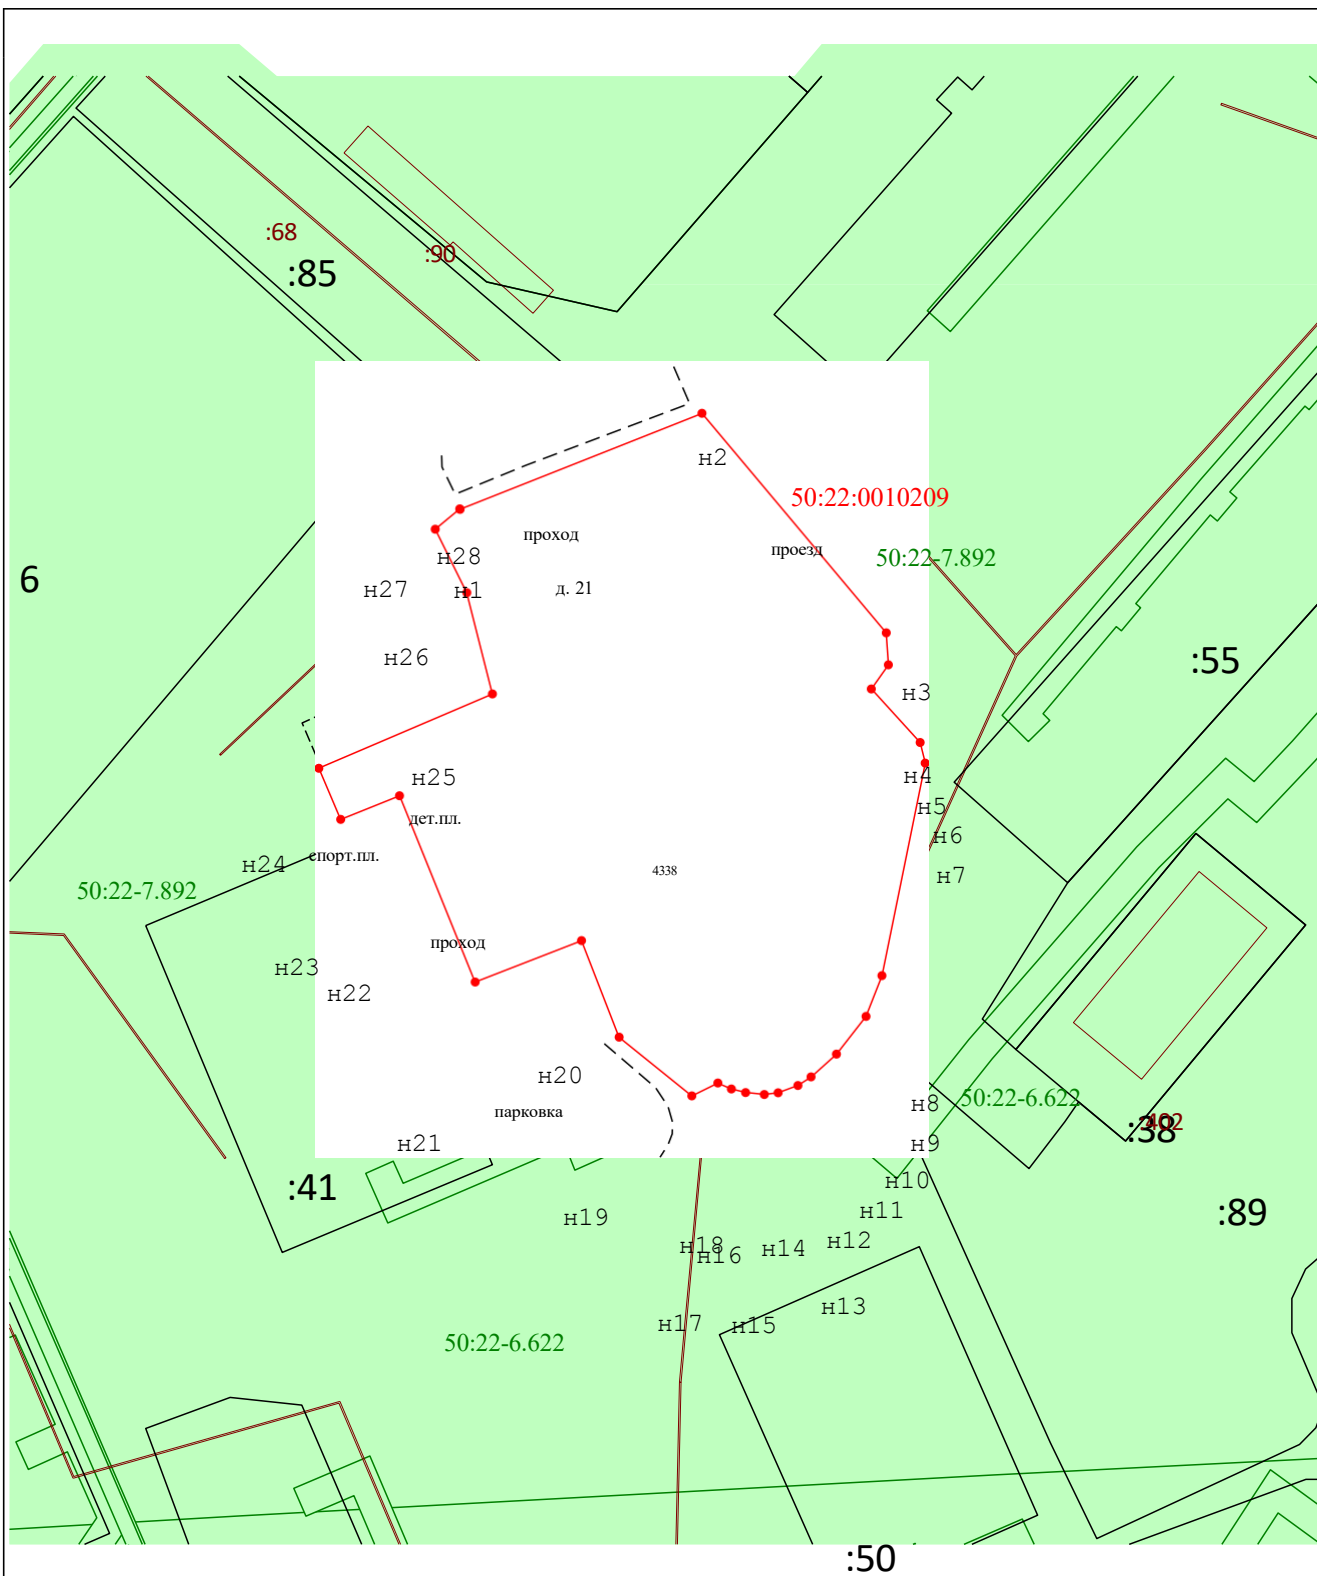 :68
:90
:85
н2
50:22:0010209
проход
проезд
н28
50:22-7.892
6
н27
н1
д. 21
н26
:55
н3
н25
н4
н5
дет.пл.
н6
спорт.пл.
н24
4338
н7
50:22-7.892
проход
н23
н22
н20
50:22-6.622
н8
парковка
:402
:38
н21
н9
:41
н10
н11
:89
н19
н12
н18
н14
н16
н13
н17
н15
50:22-6.622
:50